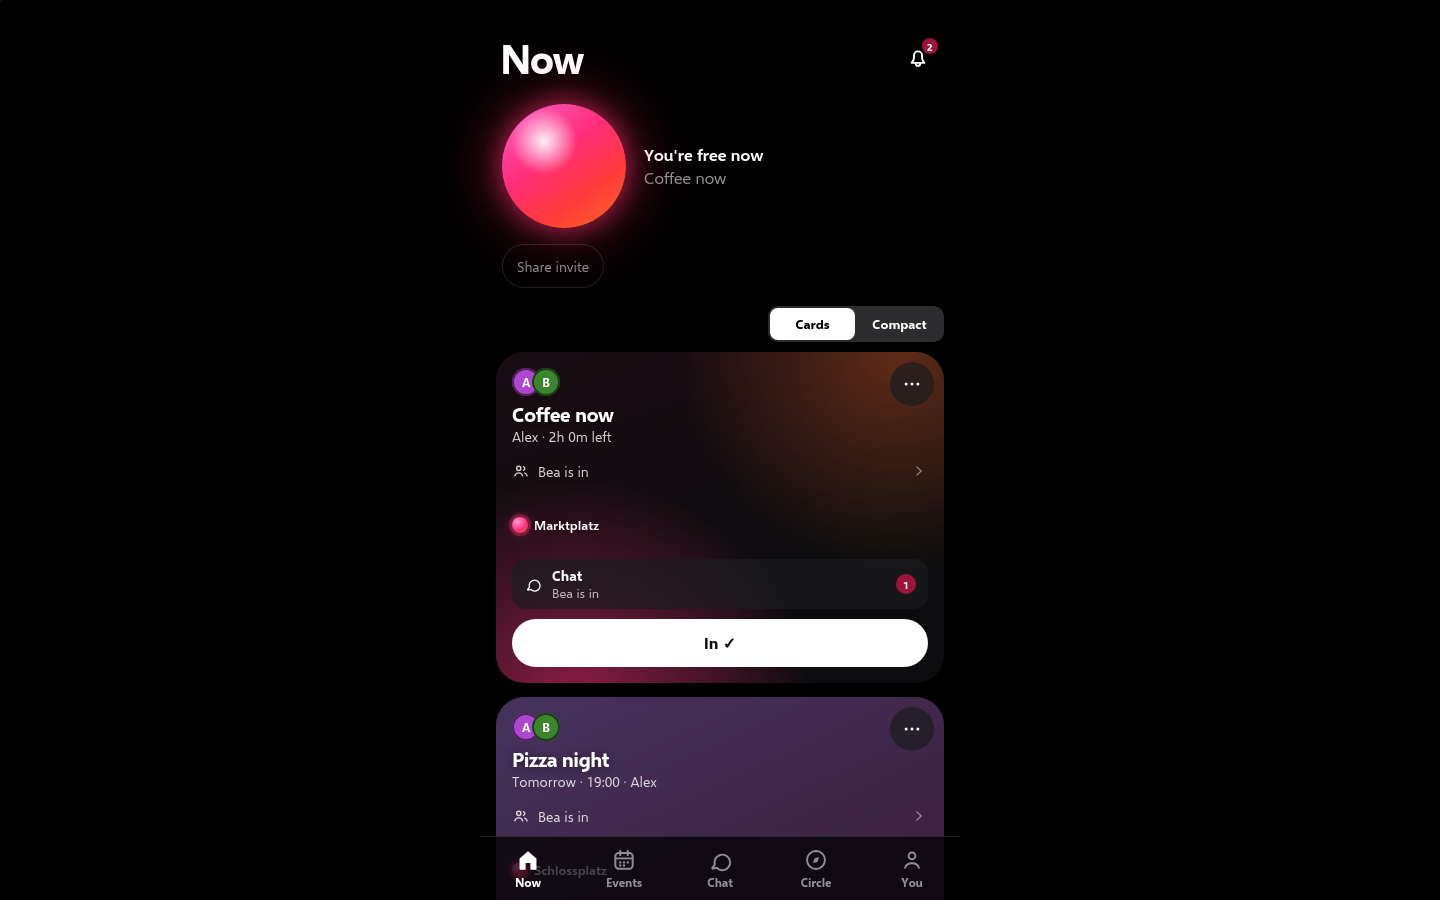 Now
2
You're free now
Coffee now
Share invite
Cards
Compact
A
B
Coffee now
Alex · 2h 0m left
Bea is in
Marktplatz
Chat
Bea is in
1
In ✓
A
B
Pizza night
Tomorrow · 19:00 · Alex
Bea is in
Schlossplatz
Now
Events
Chat
Circle
You